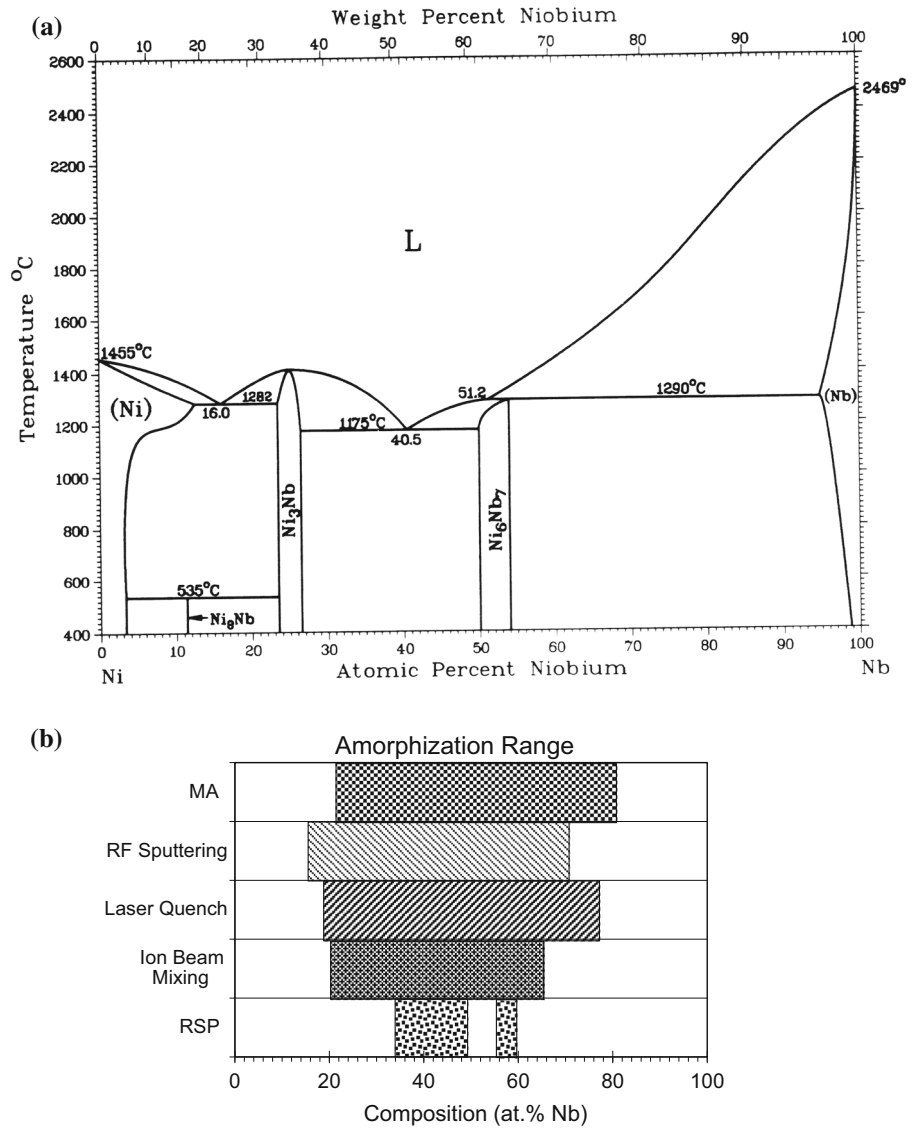 (a)
Weight Percent Niobium
0 10 20 30 40 50 60 70 80 90 100
2600
2400
2200
2000
1800
1600
1400
1200
1000
800
600
400
Temperature °C
L
2469°
1455°C
(Ni)
16.0
1282
1175°C
40.5
51.2
1290°C
(Nb)
Ni3Nb
Ni6Nb7
535°C
Ni8Nb
0 10 20 30 40 50 60 70 80 90 100
Ni Atomic Percent Niobium Nb
(b)
Amorphization Range
MA
RF Sputtering
Laser Quench
Ion Beam
Mixing
RSP
0 20 40 60 80 100
Composition (at.% Nb)